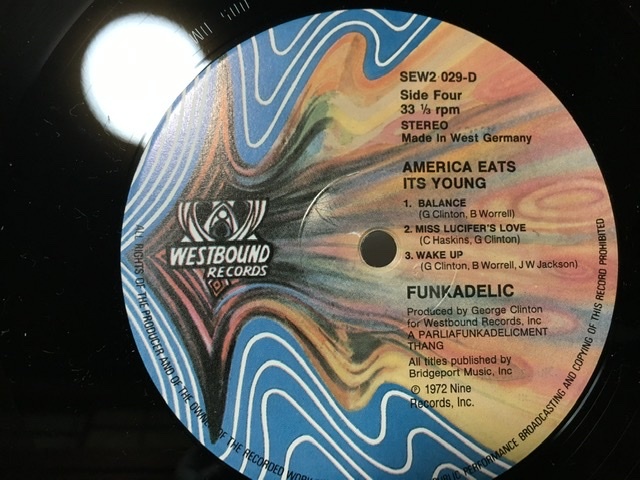 SEW2 029-D
Side Four
33 ⅓ rpm
STEREO
Made In West Germany
AMERICA EATS
ITS YOUNG
1. BALANCE
(G Clinton, B Worrell)
2. MISS LUCIFER'S LOVE
(C Haskins, G Clinton)
3. WAKE UP
(G Clinton, B Worrell, J W Jackson)
FUNKADELIC
Produced by George Clinton
for Westbound Records, Inc
A PARLIAFUNKADELICMENT
THANG
All titles published by
Bridgeport Music, Inc
℗ 1972 Nine
Records, Inc.
WESTBOUND
RECORDS
ALL RIGHTS OF THE PRODUCER AND OF THE OWNER OF THE RECORDED WORK
PUBLIC PERFORMANCE BROADCASTING AND COPYING OF THIS RECORD PROHIBITED